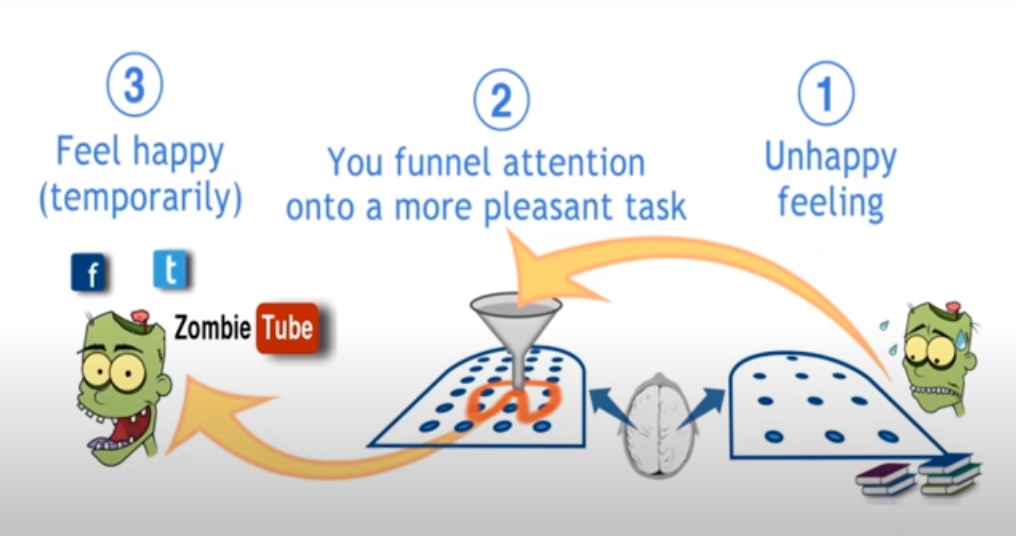 3
Feel happy
(temporarily)
2
You funnel attention
onto a more pleasant task
1
Unhappy
feeling
f
t
Zombie Tube